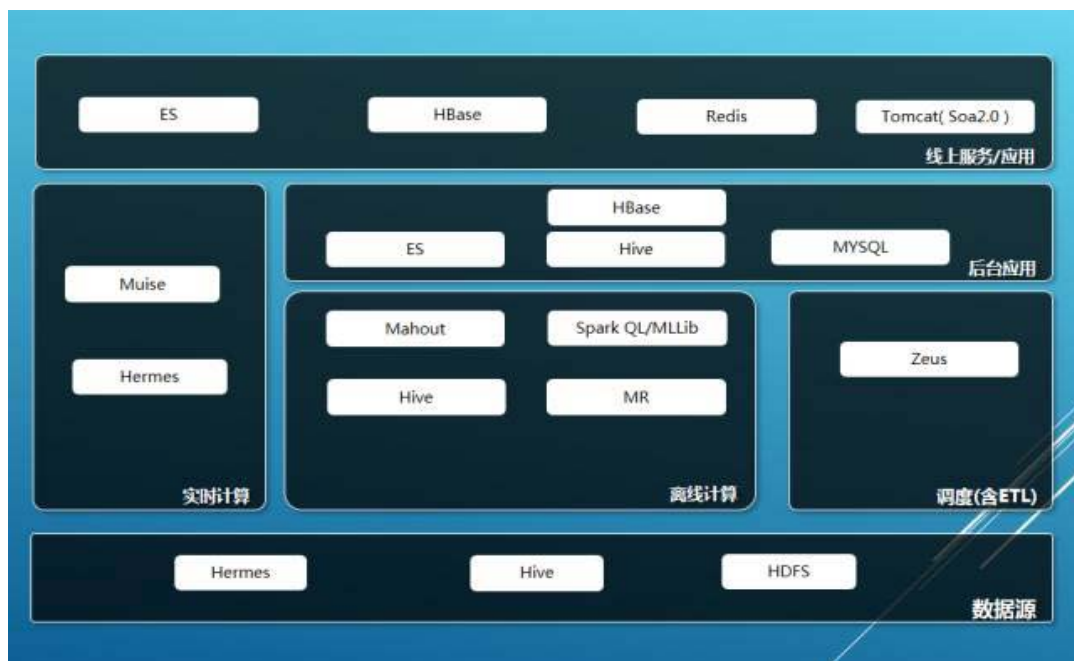 ES
HBase
Redis
Tomcat( Soa2.0 )
线上服务/应用
HBase
ES
Hive
MYSQL
后台应用
Muise
Hermes
实时计算
Mahout
Spark QL/MLLib
Hive
MR
离线计算
Zeus
调度(含ETL)
Hermes
Hive
HDFS
数据源